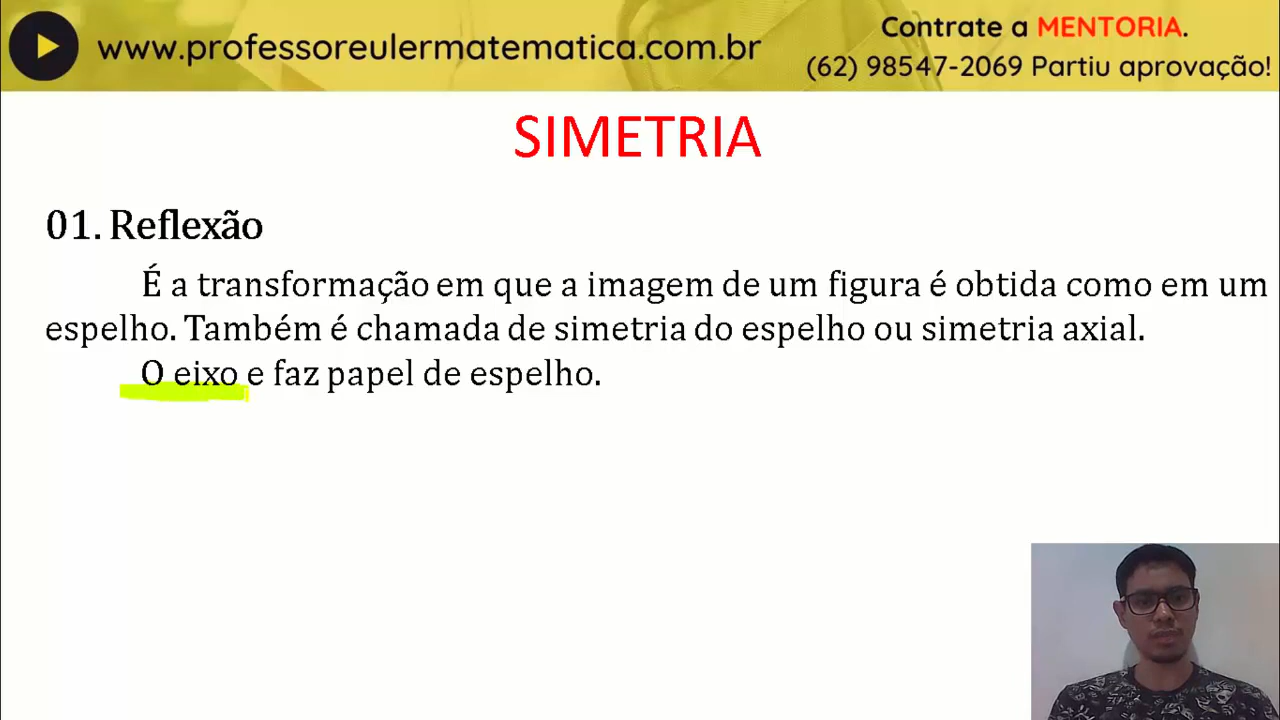 www.professoreulermatematica.com.br
Contrate a MENTORIA.
(62) 98547-2069 Partiu aprovação!
SIMETRIA
01. Reflexão
É a transformação em que a imagem de um figura é obtida como em um
espelho. Também é chamada de simetria do espelho ou simetria axial.
O eixo e faz papel de espelho.